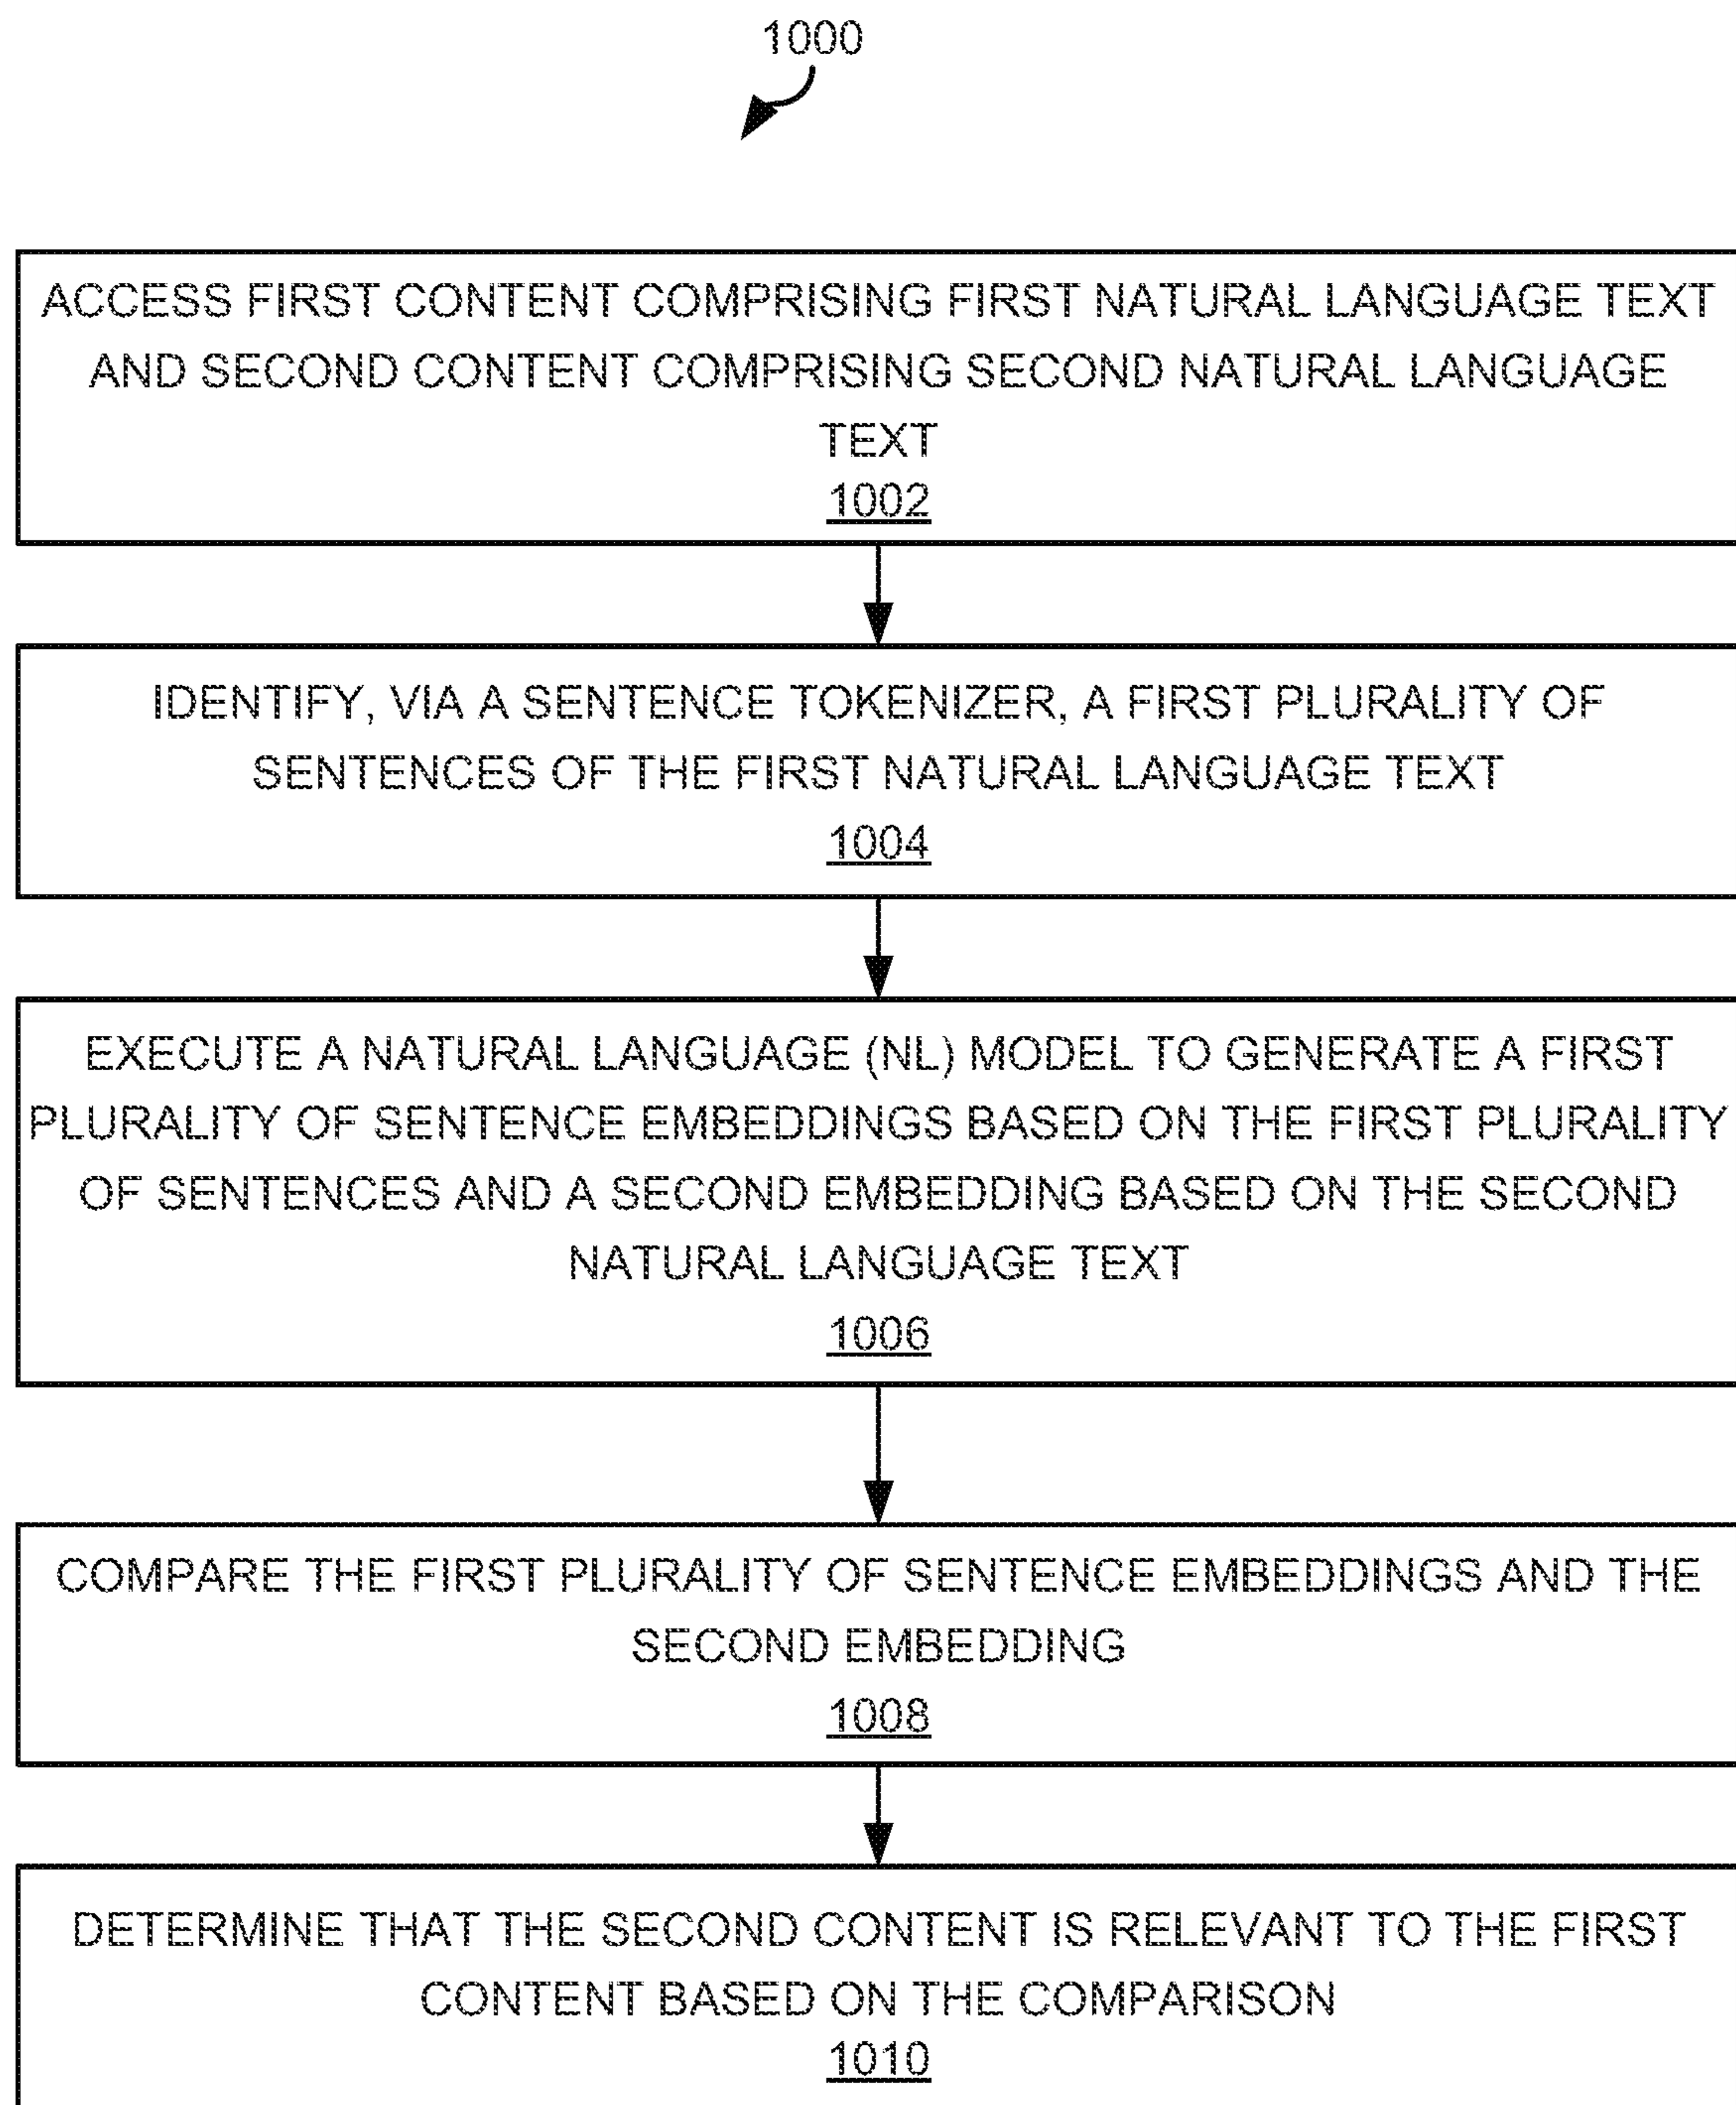 1000
ACCESS FIRST CONTENT COMPRISING FIRST NATURAL LANGUAGE TEXT
AND SECOND CONTENT COMPRISING SECOND NATURAL LANGUAGE
TEXT
1002
IDENTIFY, VIA A SENTENCE TOKENIZER, A FIRST PLURALITY OF
SENTENCES OF THE FIRST NATURAL LANGUAGE TEXT
1004
EXECUTE A NATURAL LANGUAGE (NL) MODEL TO GENERATE A FIRST
PLURALITY OF SENTENCE EMBEDDINGS BASED ON THE FIRST PLURALITY
OF SENTENCES AND A SECOND EMBEDDING BASED ON THE SECOND
NATURAL LANGUAGE TEXT
1006
COMPARE THE FIRST PLURALITY OF SENTENCE EMBEDDINGS AND THE
SECOND EMBEDDING
1008
DETERMINE THAT THE SECOND CONTENT IS RELEVANT TO THE FIRST
CONTENT BASED ON THE COMPARISON
1010